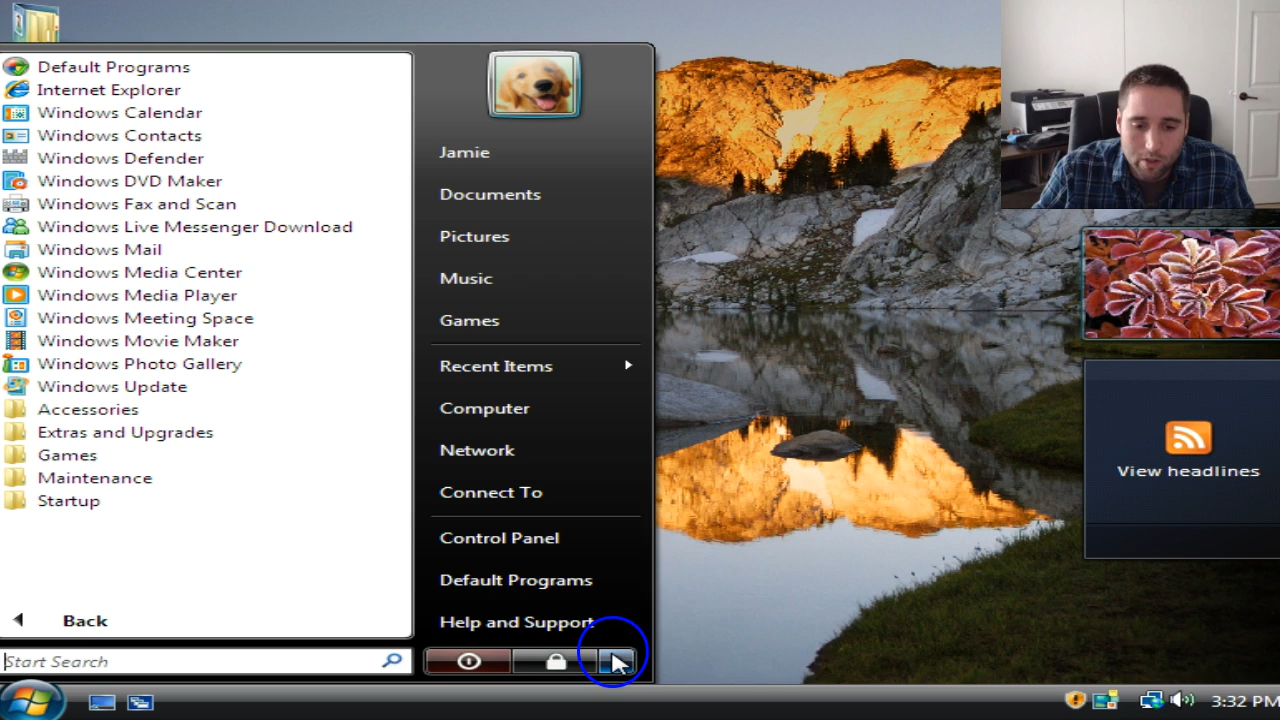 Default Programs
Internet Explorer
Windows Calendar
Windows Contacts
Windows Defender
Windows DVD Maker
Windows Fax and Scan
Windows Live Messenger Download
Windows Mail
Windows Media Center
Windows Media Player
Windows Meeting Space
Windows Movie Maker
Windows Photo Gallery
Windows Update
Accessories
Extras and Upgrades
Games
Maintenance
Startup
Back
Start Search
Jamie
Documents
Pictures
Music
Games
Recent Items
Computer
Network
Connect To
Control Panel
Default Programs
Help and Support
View headlines
3:32 PM